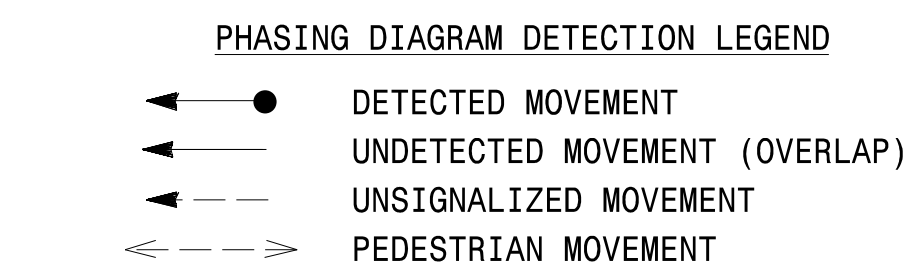 PHASING DIAGRAM DETECTION LEGEND
DETECTED MOVEMENT
UNDETECTED MOVEMENT (OVERLAP)
UNSIGNALIZED MOVEMENT
PEDESTRIAN MOVEMENT